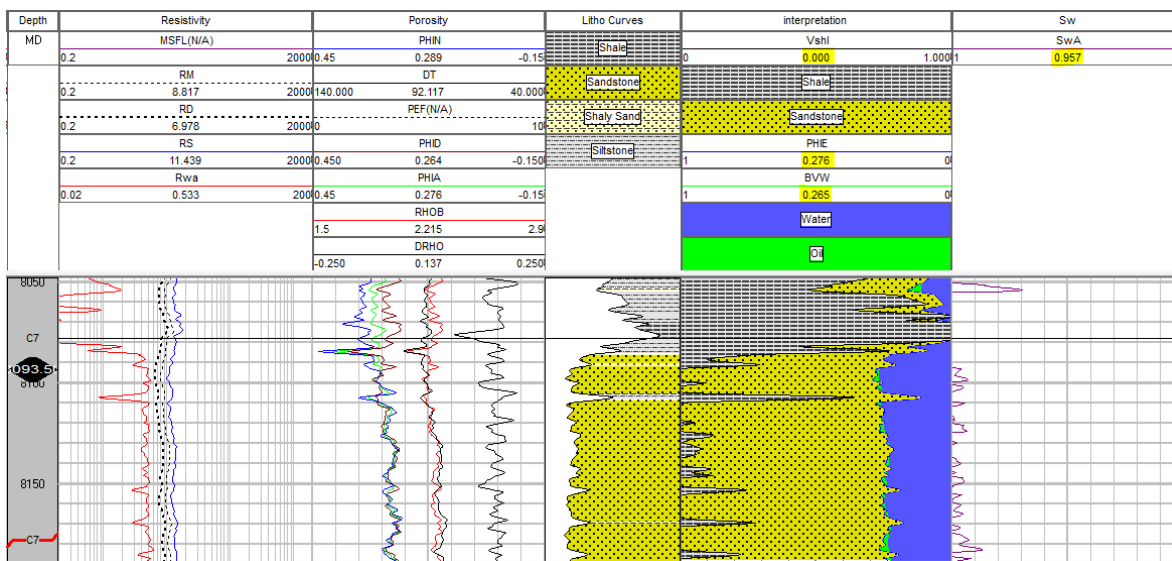 Depth Resistivity Porosity Litho Curves interpretation Sw
MD MSFL(N/A) PHIN Shale Vshl SwA
0.2 2000 0.45 0.289 -0.15 0 0.000 1.000 1 0.957
RM DT Sandstone Shale
0.2 8.817 2000 140.000 92.117 40.000
RD PEF(N/A) Shaly Sand Sandstone
0.2 6.978 2000 0 10
RS PHID Siltstone PHIE
0.2 11.439 2000 0.450 0.264 -0.150 1 0.276 0
Rwa PHIA BVW
0.02 0.533 200 0.45 0.276 -0.15 1 0.265 0
RHOB Water
1.5 2.215 2.9
DRHO Oil
-0.250 0.137 0.250
8050
C7
093.5
8100
8150
C7